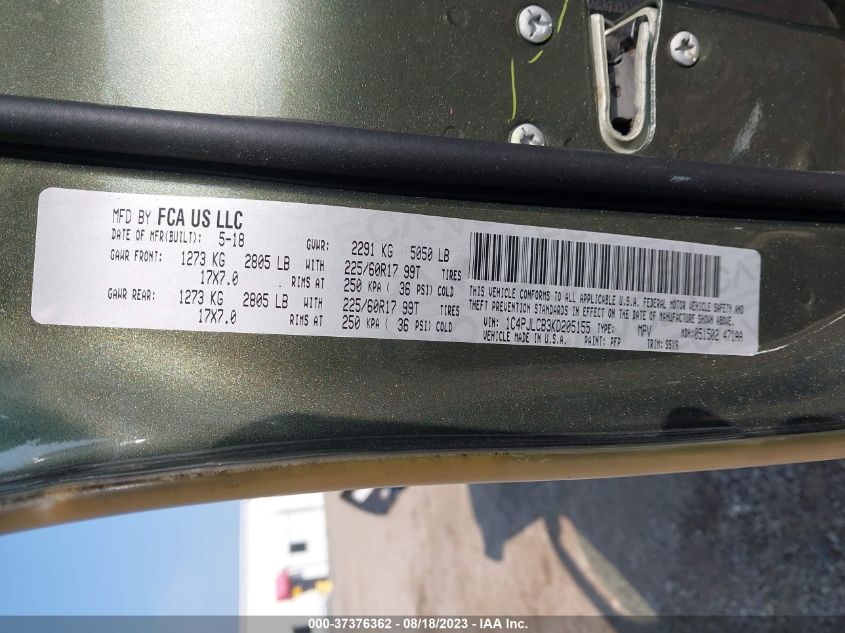 MFD BY FCA US LLC
DATE OF MFR(BUILT): 5-18 GVWR: 2291 KG 5050 LB
GAWR FRONT: 1273 KG 2805 LB WITH 225/60R17 99T TIRES
17X7.0 RIMS AT 250 KPA ( 36 PSI) COLD
GAWR REAR: 1273 KG 2805 LB WITH 225/60R17 99T TIRES
17X7.0 RIMS AT 250 KPA ( 36 PSI) COLD
THIS VEHICLE CONFORMS TO ALL APPLICABLE U.S.A. FEDERAL MOTOR VEHICLE SAFETY AND
THEFT PREVENTION STANDARDS IN EFFECT ON THE DATE OF MANUFACTURE SHOWN ABOVE.
VIN: 1C4PJLCB3KD205155 TYPE: MPV MDH:051502 471AA
VEHICLE MADE IN U.S.A. PAINT: PFP TRIM: S5X9
000-37376362 - 08/18/2023 - IAA Inc.